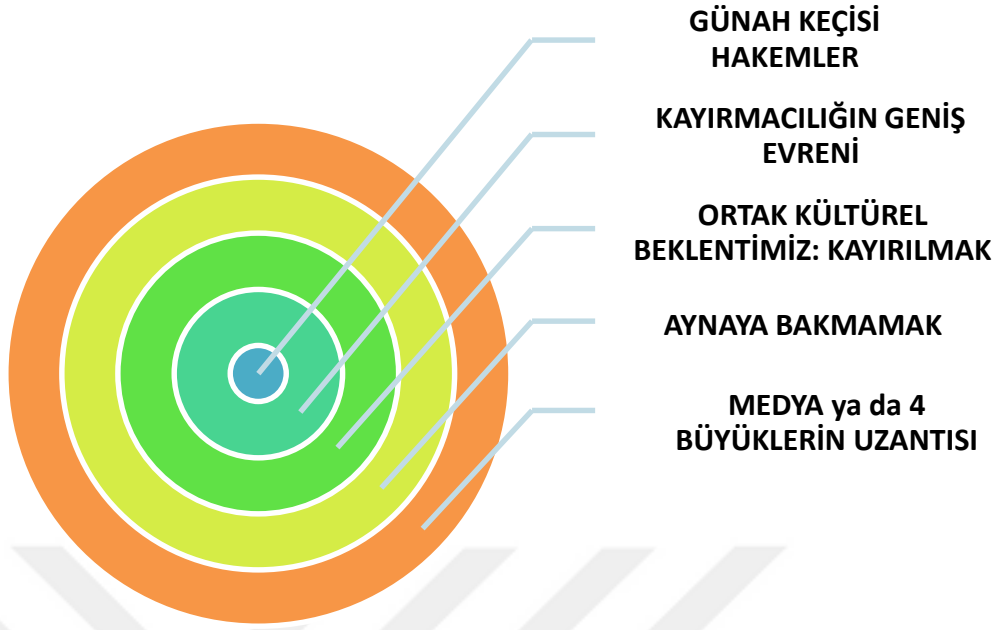 GÜNAH KEÇİSİ
HAKEMLER
KAYIRMACILIĞIN GENİŞ
EVRENİ
ORTAK KÜLTÜREL
BEKLENTİMİZ: KAYIRILMAK
AYNAYA BAKMAMAK
MEDYA ya da 4
BÜYÜKLERİN UZANTISI